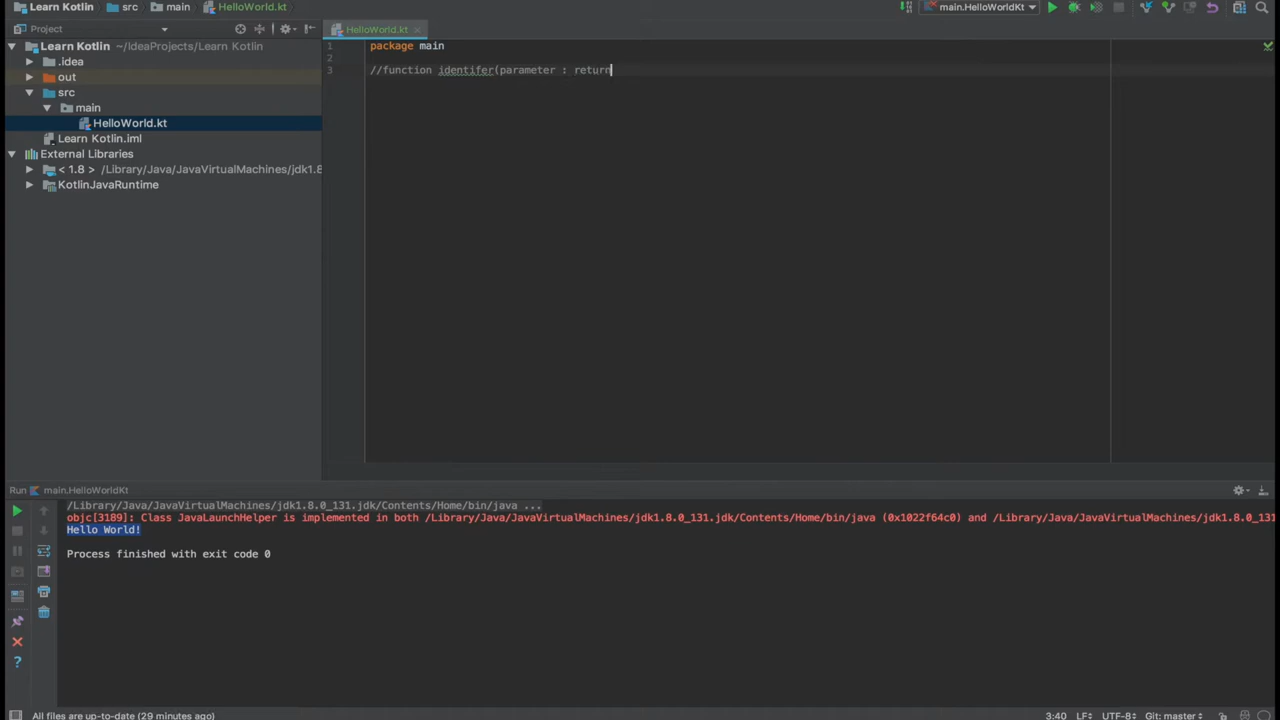 Learn Kotlin src main HelloWorld.kt main.HelloWorldKt
Project HelloWorld.kt
Learn Kotlin ~/IdeaProjects/Learn Kotlin
.idea
out
src
main
HelloWorld.kt
Learn Kotlin.iml
External Libraries
< 1.8 > /Library/Java/JavaVirtualMachines/jdk1.8
KotlinJavaRuntime
1 package main
2
3 //function identifer(parameter : return
Run main.HelloWorldKt
/Library/Java/JavaVirtualMachines/jdk1.8.0_131.jdk/Contents/Home/bin/java ...
objc[3189]: Class JavaLaunchHelper is implemented in both /Library/Java/JavaVirtualMachines/jdk1.8.0_131.jdk/Contents/Home/bin/java (0x1022f64c0) and /Library/Java/JavaVirtualMachines/jdk1.8.0_131
Hello World!
Process finished with exit code 0
All files are up-to-date (29 minutes ago) 3:40 LF UTF-8 Git: master